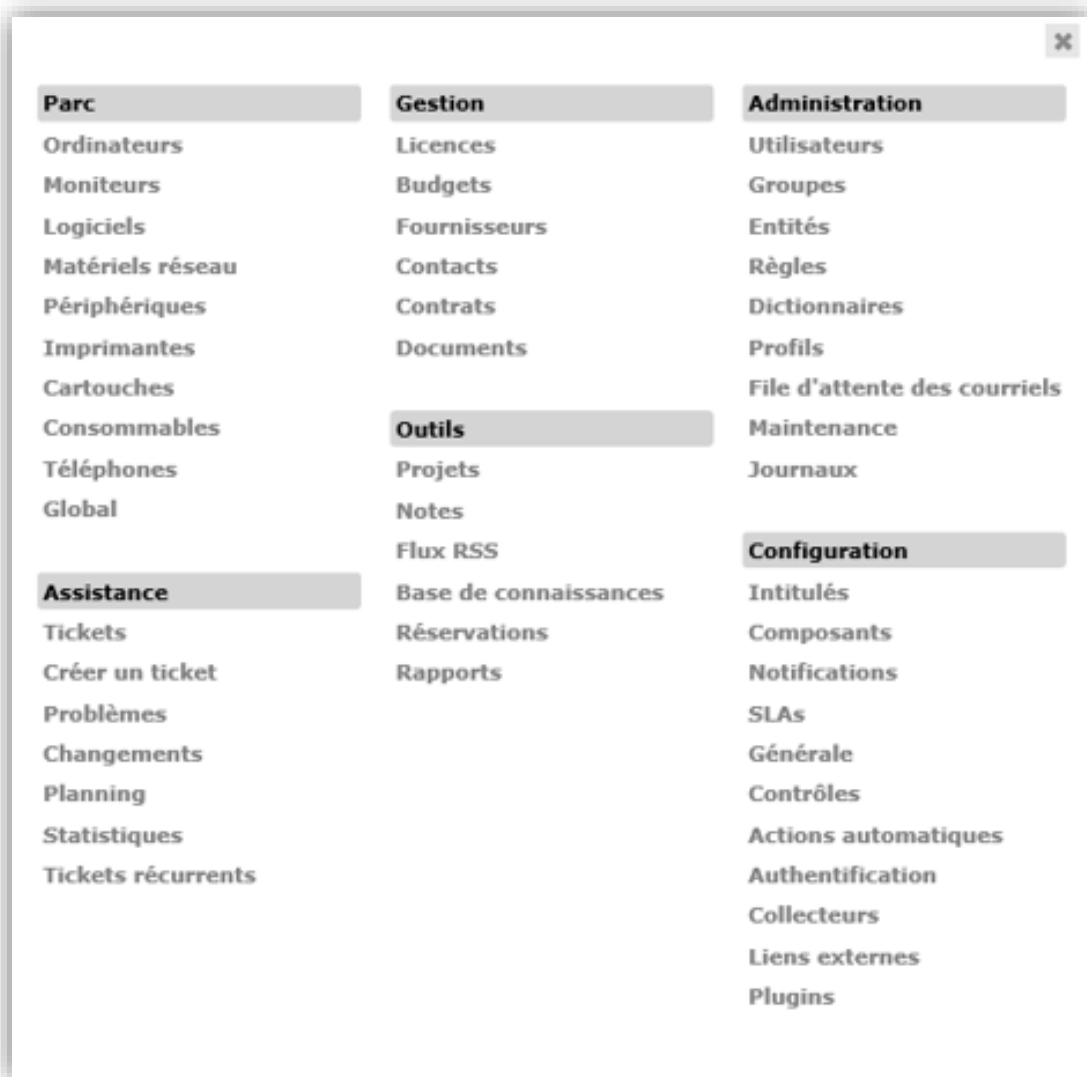 Parc
Ordinateurs
Moniteurs
Logiciels
Matériels réseau
Périphériques
Imprimantes
Cartouches
Consommables
Téléphones
Global
Assistance
Tickets
Créer un ticket
Problèmes
Changements
Planning
Statistiques
Tickets récurrents
Gestion
Licences
Budgets
Fournisseurs
Contacts
Contrats
Documents
Outils
Projets
Notes
Flux RSS
Base de connaissances
Réservations
Rapports
Administration
Utilisateurs
Groupes
Entités
Règles
Dictionnaires
Profils
File d'attente des courriels
Maintenance
Journaux
Configuration
Intitulés
Composants
Notifications
SLAs
Générale
Contrôles
Actions automatiques
Authentification
Collecteurs
Liens externes
Plugins